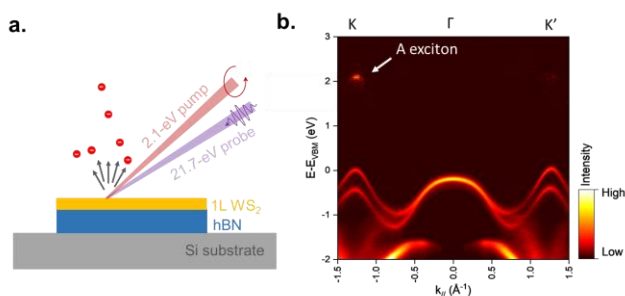 a.
2.1-eV pump
21.7-eV probe
1L WS₂
hBN
Si substrate
b.
K Γ K’
A exciton
E-E_VBM (eV)
3
2
1
0
-1
-2
-1.5 -1.0 -0.5 0.0 0.5 1.0 1.5
k// (Å⁻¹)
Intensity
High
Low